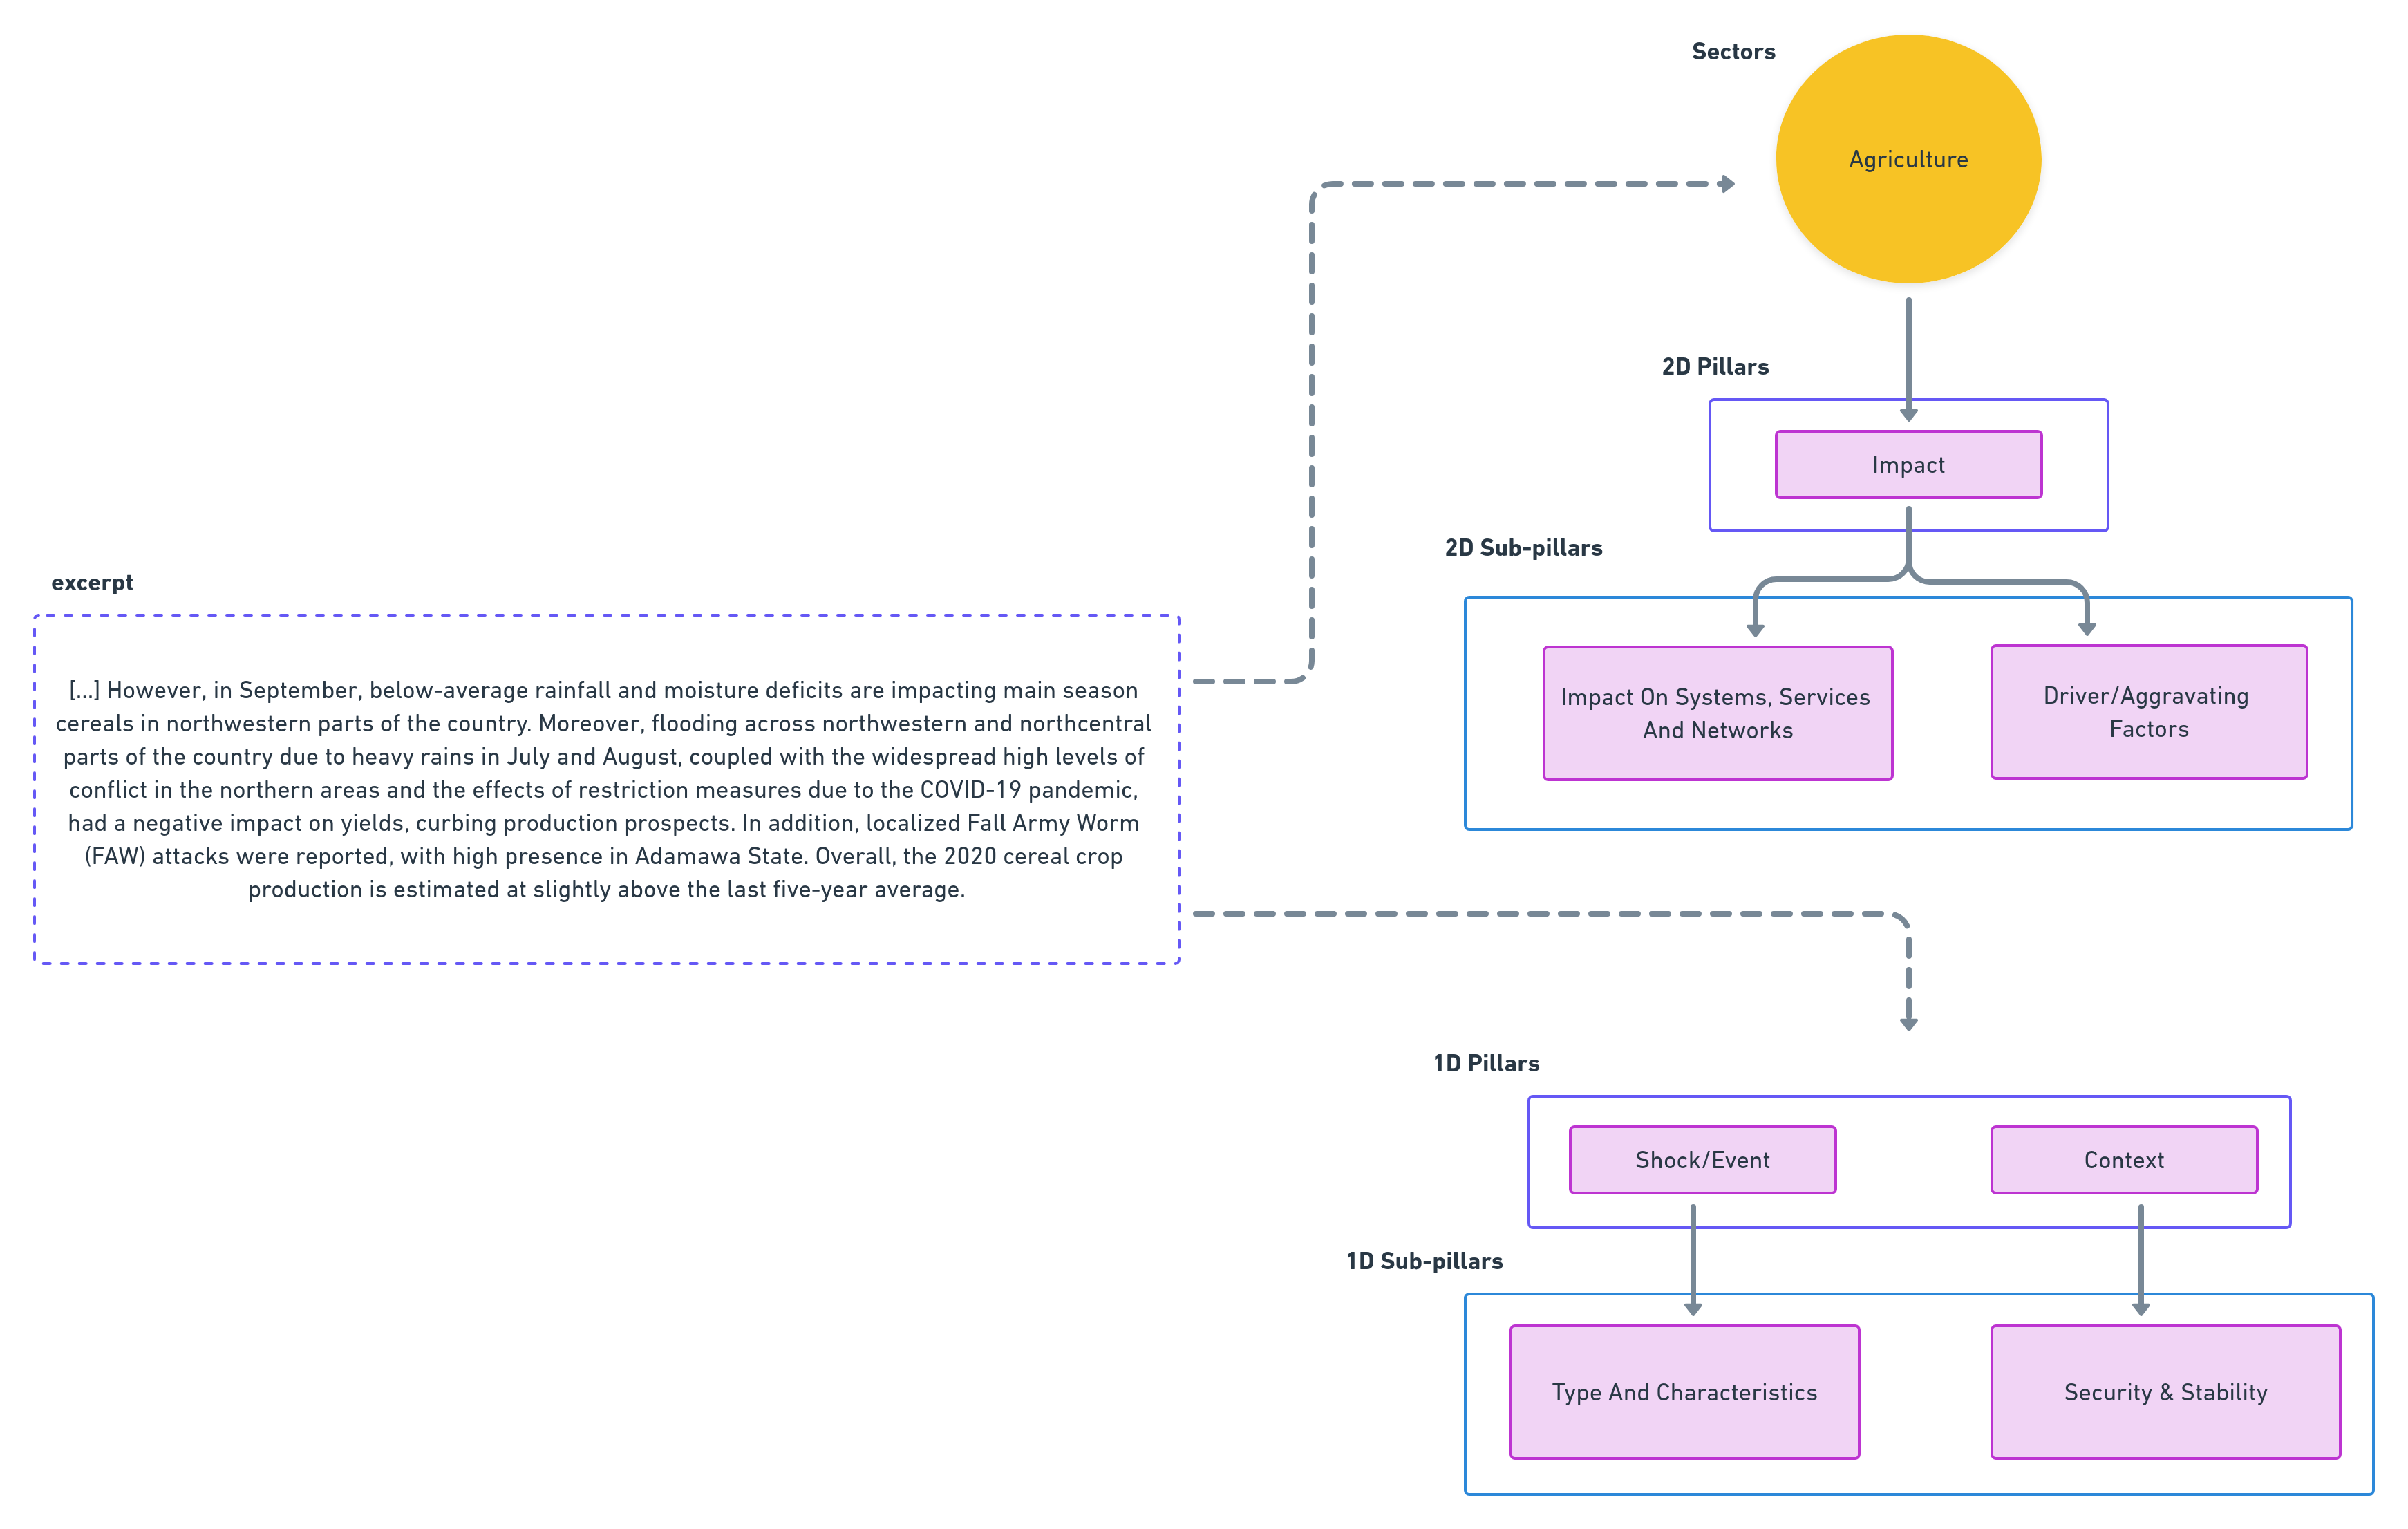 Sectors
Agriculture
2D Pillars
Impact
2D Sub-pillars
Impact On Systems, Services
And Networks
Driver/Aggravating
Factors
excerpt
[...] However, in September, below-average rainfall and moisture deficits are impacting main season
cereals in northwestern parts of the country. Moreover, flooding across northwestern and northcentral
parts of the country due to heavy rains in July and August, coupled with the widespread high levels of
conflict in the northern areas and the effects of restriction measures due to the COVID-19 pandemic,
had a negative impact on yields, curbing production prospects. In addition, localized Fall Army Worm
(FAW) attacks were reported, with high presence in Adamawa State. Overall, the 2020 cereal crop
production is estimated at slightly above the last five-year average.
1D Pillars
Shock/Event
Context
1D Sub-pillars
Type And Characteristics
Security & Stability